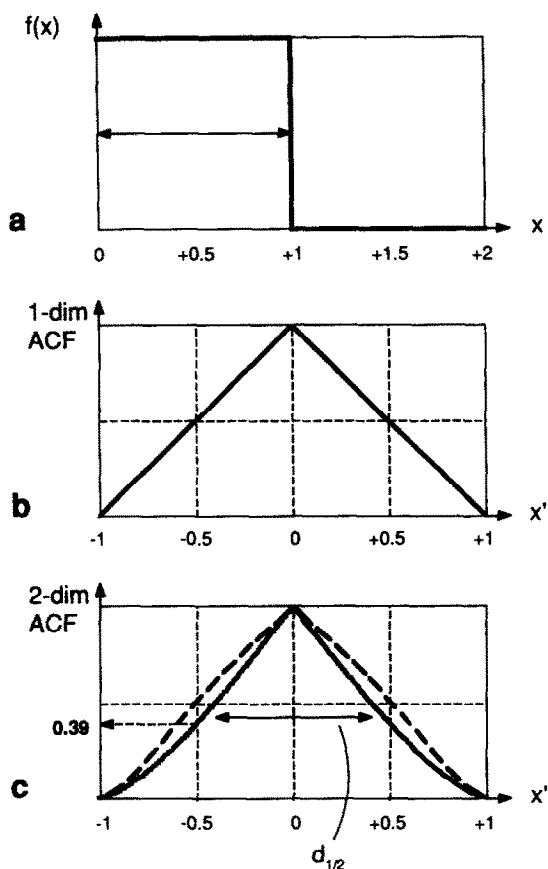 f(x)
a
x
0 +0.5 +1 +1.5 +2
1-dim
ACF
b
x'
-1 -0.5 0 +0.5 +1
2-dim
ACF
0.39
c
x'
-1 -0.5 0 +0.5 +1
d1/2